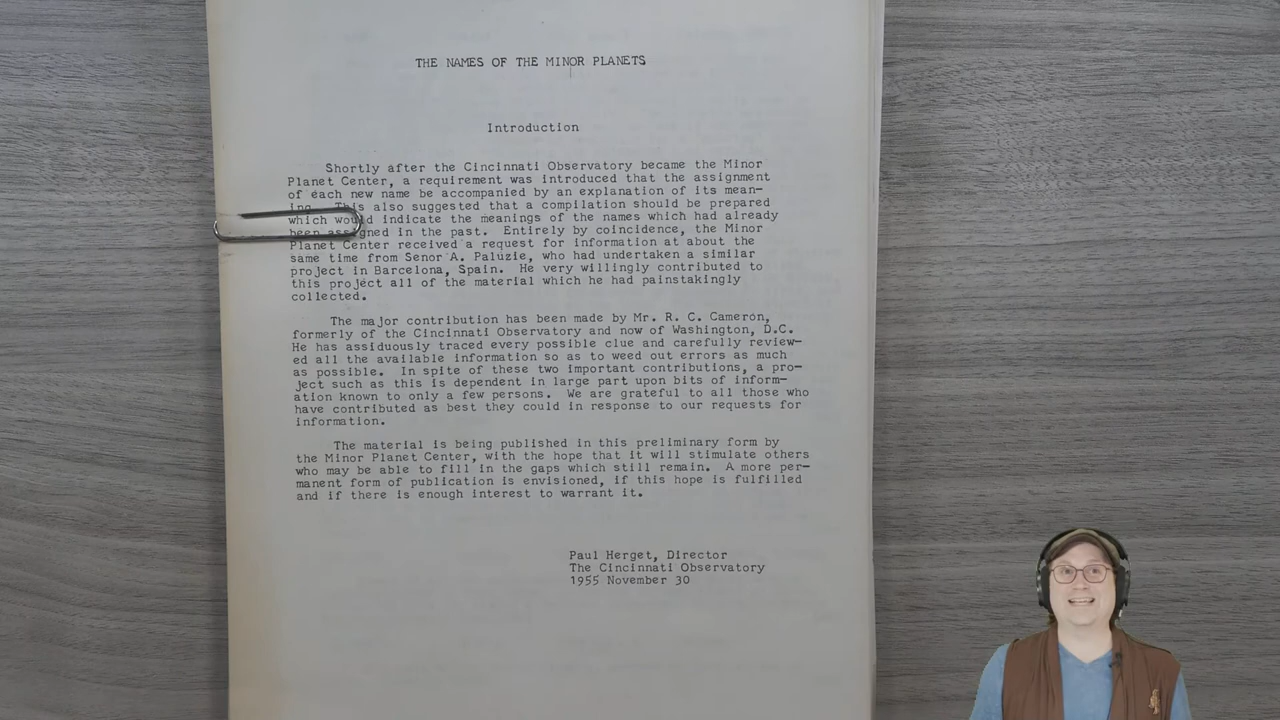 THE NAMES OF THE MINOR PLANETS
Introduction
Shortly after the Cincinnati Observatory became the Minor
Planet Center, a requirement was introduced that the assignment
of each new name be accompanied by an explanation of its mean-
ing. This also suggested that a compilation should be prepared
which would indicate the meanings of the names which had already
been assigned in the past. Entirely by coincidence, the Minor
Planet Center received a request for information at about the
same time from Senor A. Paluzie, who had undertaken a similar
project in Barcelona, Spain. He very willingly contributed to
this project all of the material which he had painstakingly
collected.
The major contribution has been made by Mr. R. C. Cameron,
formerly of the Cincinnati Observatory and now of Washington, D.C.
He has assiduously traced every possible clue and carefully review-
ed all the available information so as to weed out errors as much
as possible. In spite of these two important contributions, a pro-
ject such as this is dependent in large part upon bits of inform-
ation known to only a few persons. We are grateful to all those who
have contributed as best they could in response to our requests for
information.
The material is being published in this preliminary form by
the Minor Planet Center, with the hope that it will stimulate others
who may be able to fill in the gaps which still remain. A more per-
manent form of publication is envisioned, if this hope is fulfilled
and if there is enough interest to warrant it.
Paul Herget, Director
The Cincinnati Observatory
1955 November 30